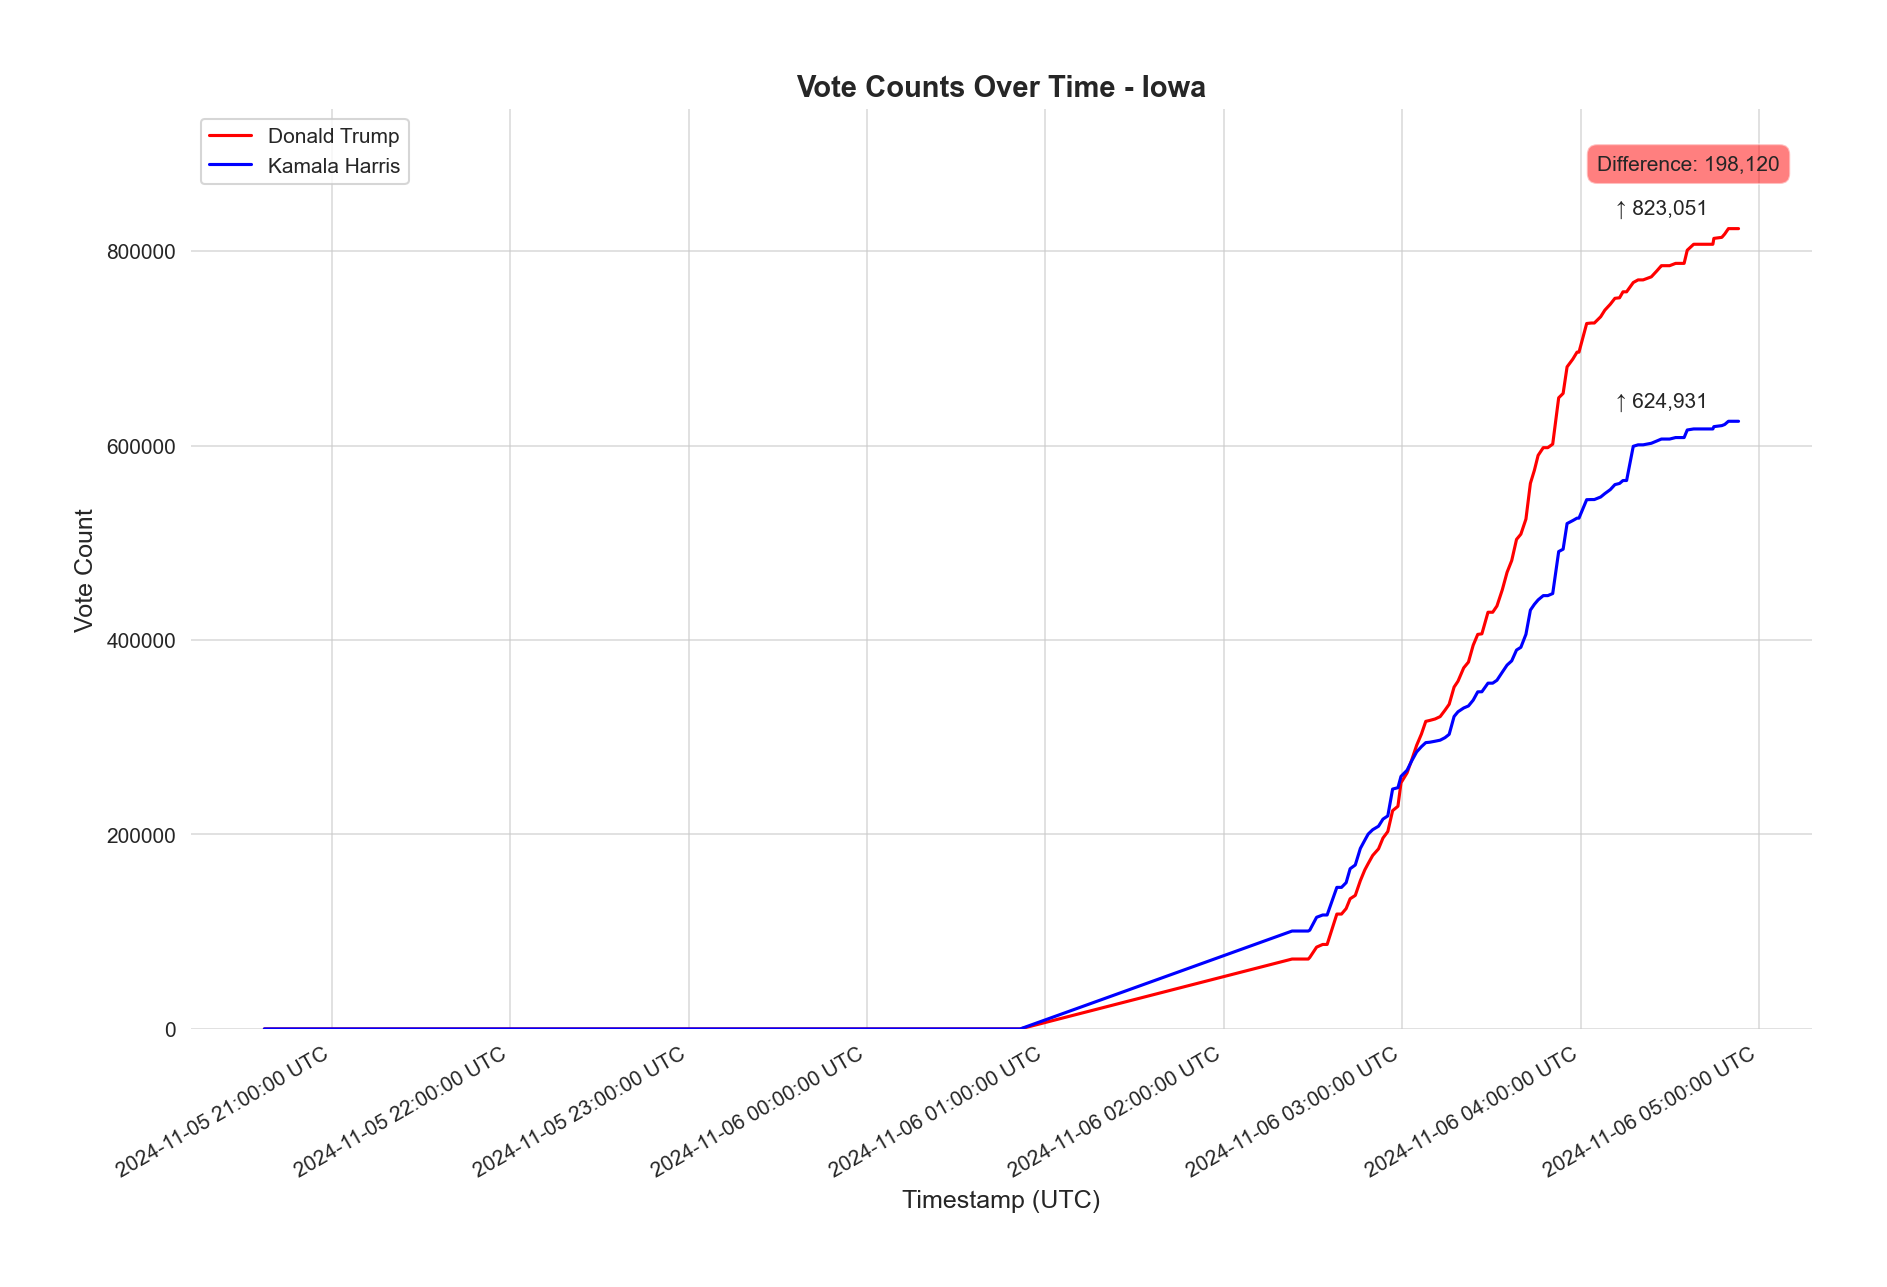 Vote Counts Over Time - Iowa
Donald Trump
Kamala Harris
Difference: 198,120
↑ 823,051
↑ 624,931
Vote Count
800000
600000
400000
200000
0
2024-11-05 21:00:00 UTC
2024-11-05 22:00:00 UTC
2024-11-05 23:00:00 UTC
2024-11-06 00:00:00 UTC
2024-11-06 01:00:00 UTC
2024-11-06 02:00:00 UTC
2024-11-06 03:00:00 UTC
2024-11-06 04:00:00 UTC
2024-11-06 05:00:00 UTC
Timestamp (UTC)